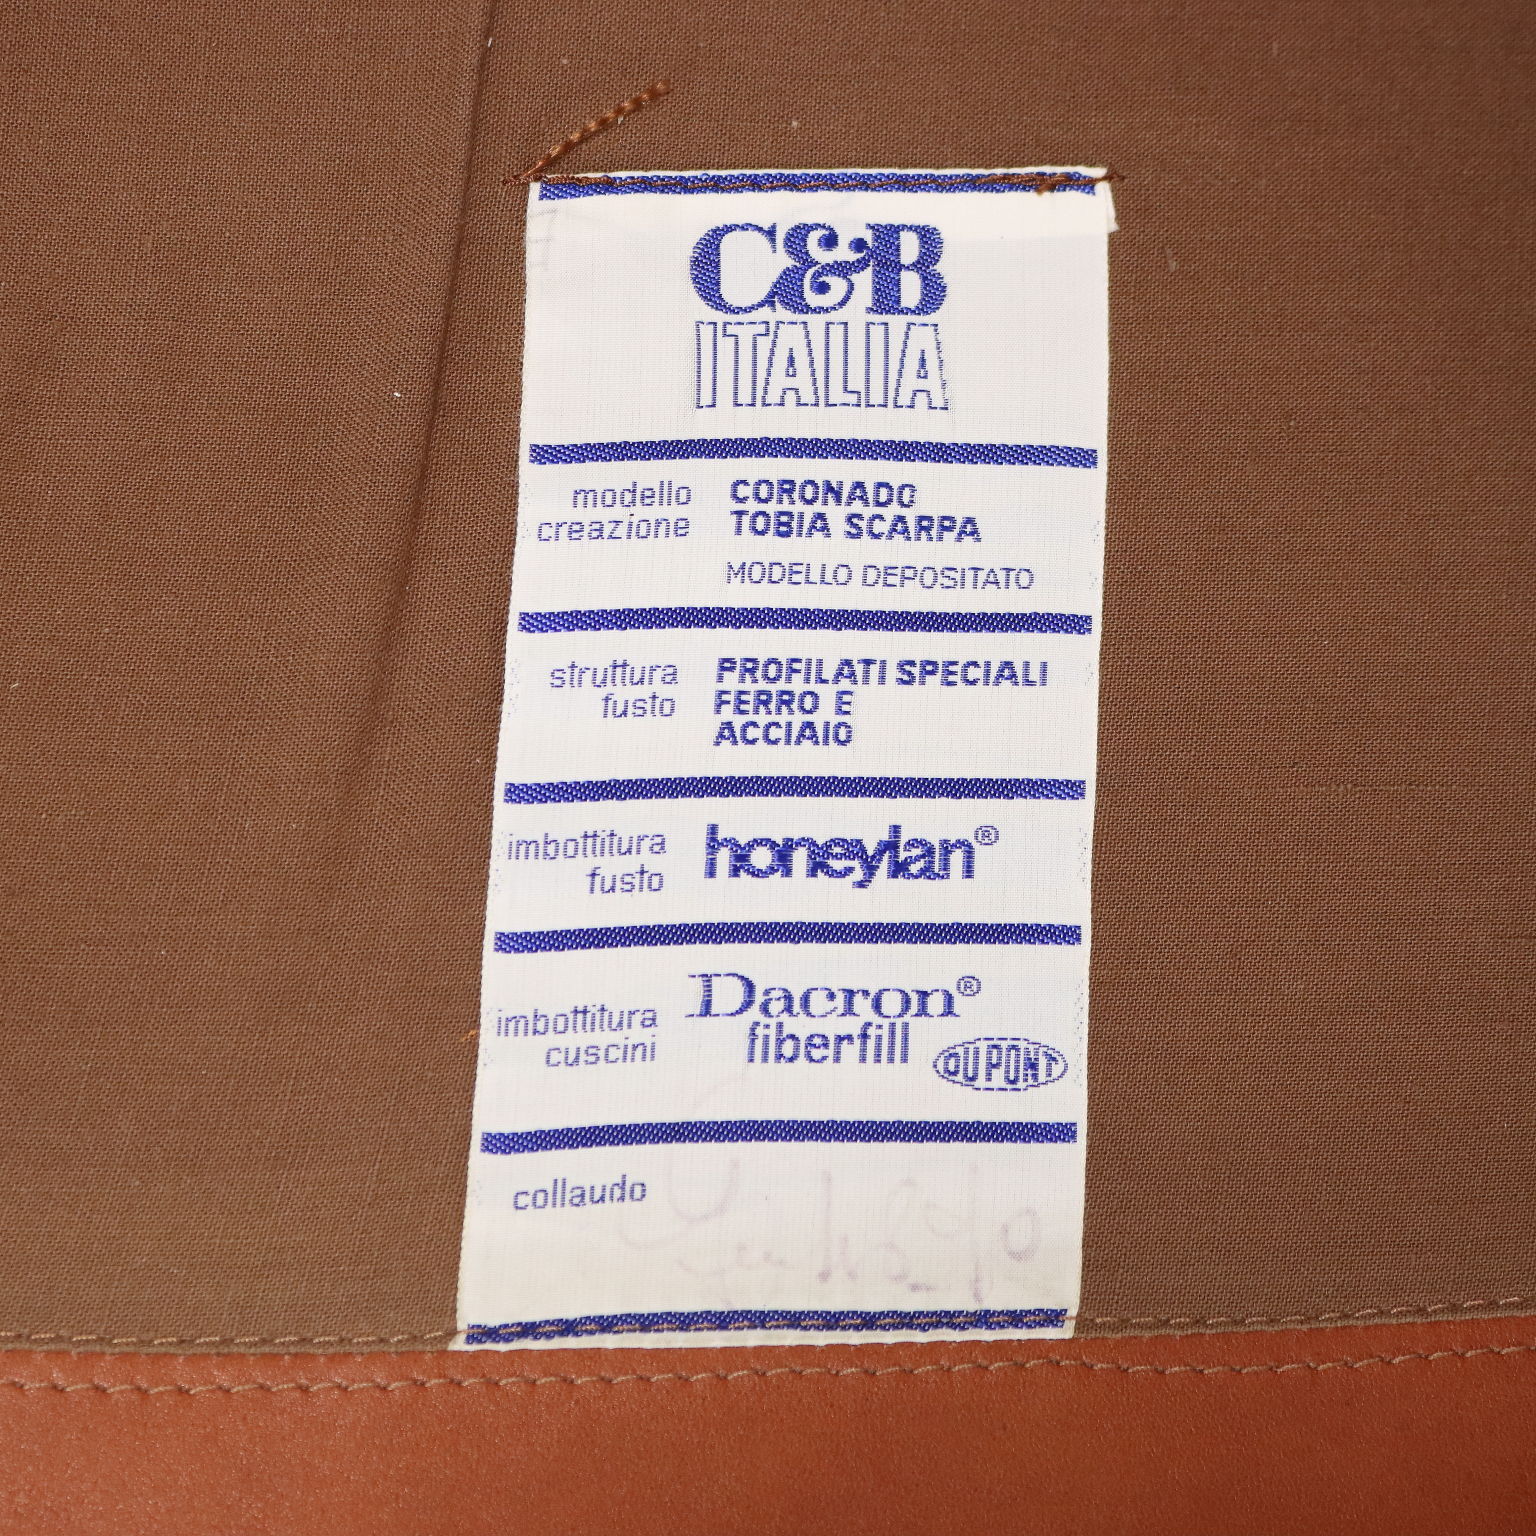 C&B
ITALIA
modello CORONADO
creazione TOBIA SCARPA
MODELLO DEPOSITATO
struttura PROFILATI SPECIALI
fusto FERRO E
ACCIAIO
imbottitura honeylan®
fusto
Dacron®
imbottitura fiberfill
cuscini DU PONT
collaudo